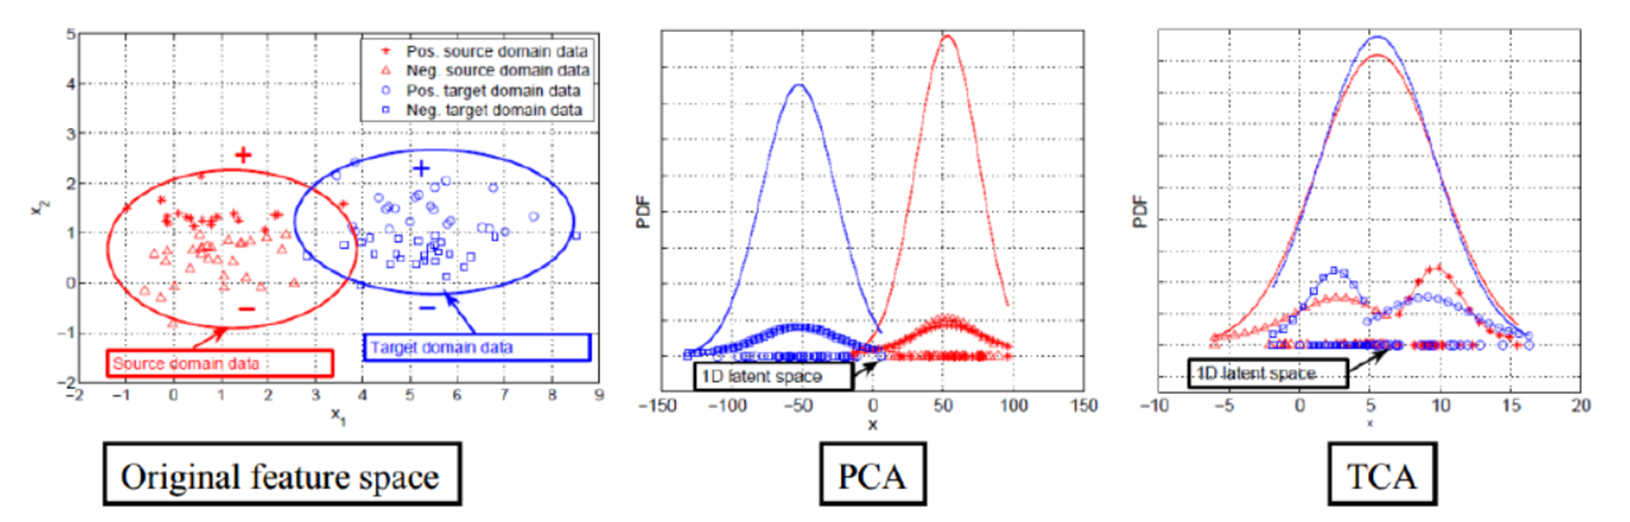 5
4
3
2
1
0
−1
−2
x2
−2 −1 0 1 2 3 4 5 6 7 8 9
x1
Pos. source domain data
Neg. source domain data
Pos. target domain data
Neg. target domain data
+
−
+
−
Source domain data
Target domain data
Original feature space
PDF
1D latent space
−150 −100 −50 0 50 100 150
x
PCA
PDF
1D latent space
−10 −5 0 5 10 15 20
x
TCA